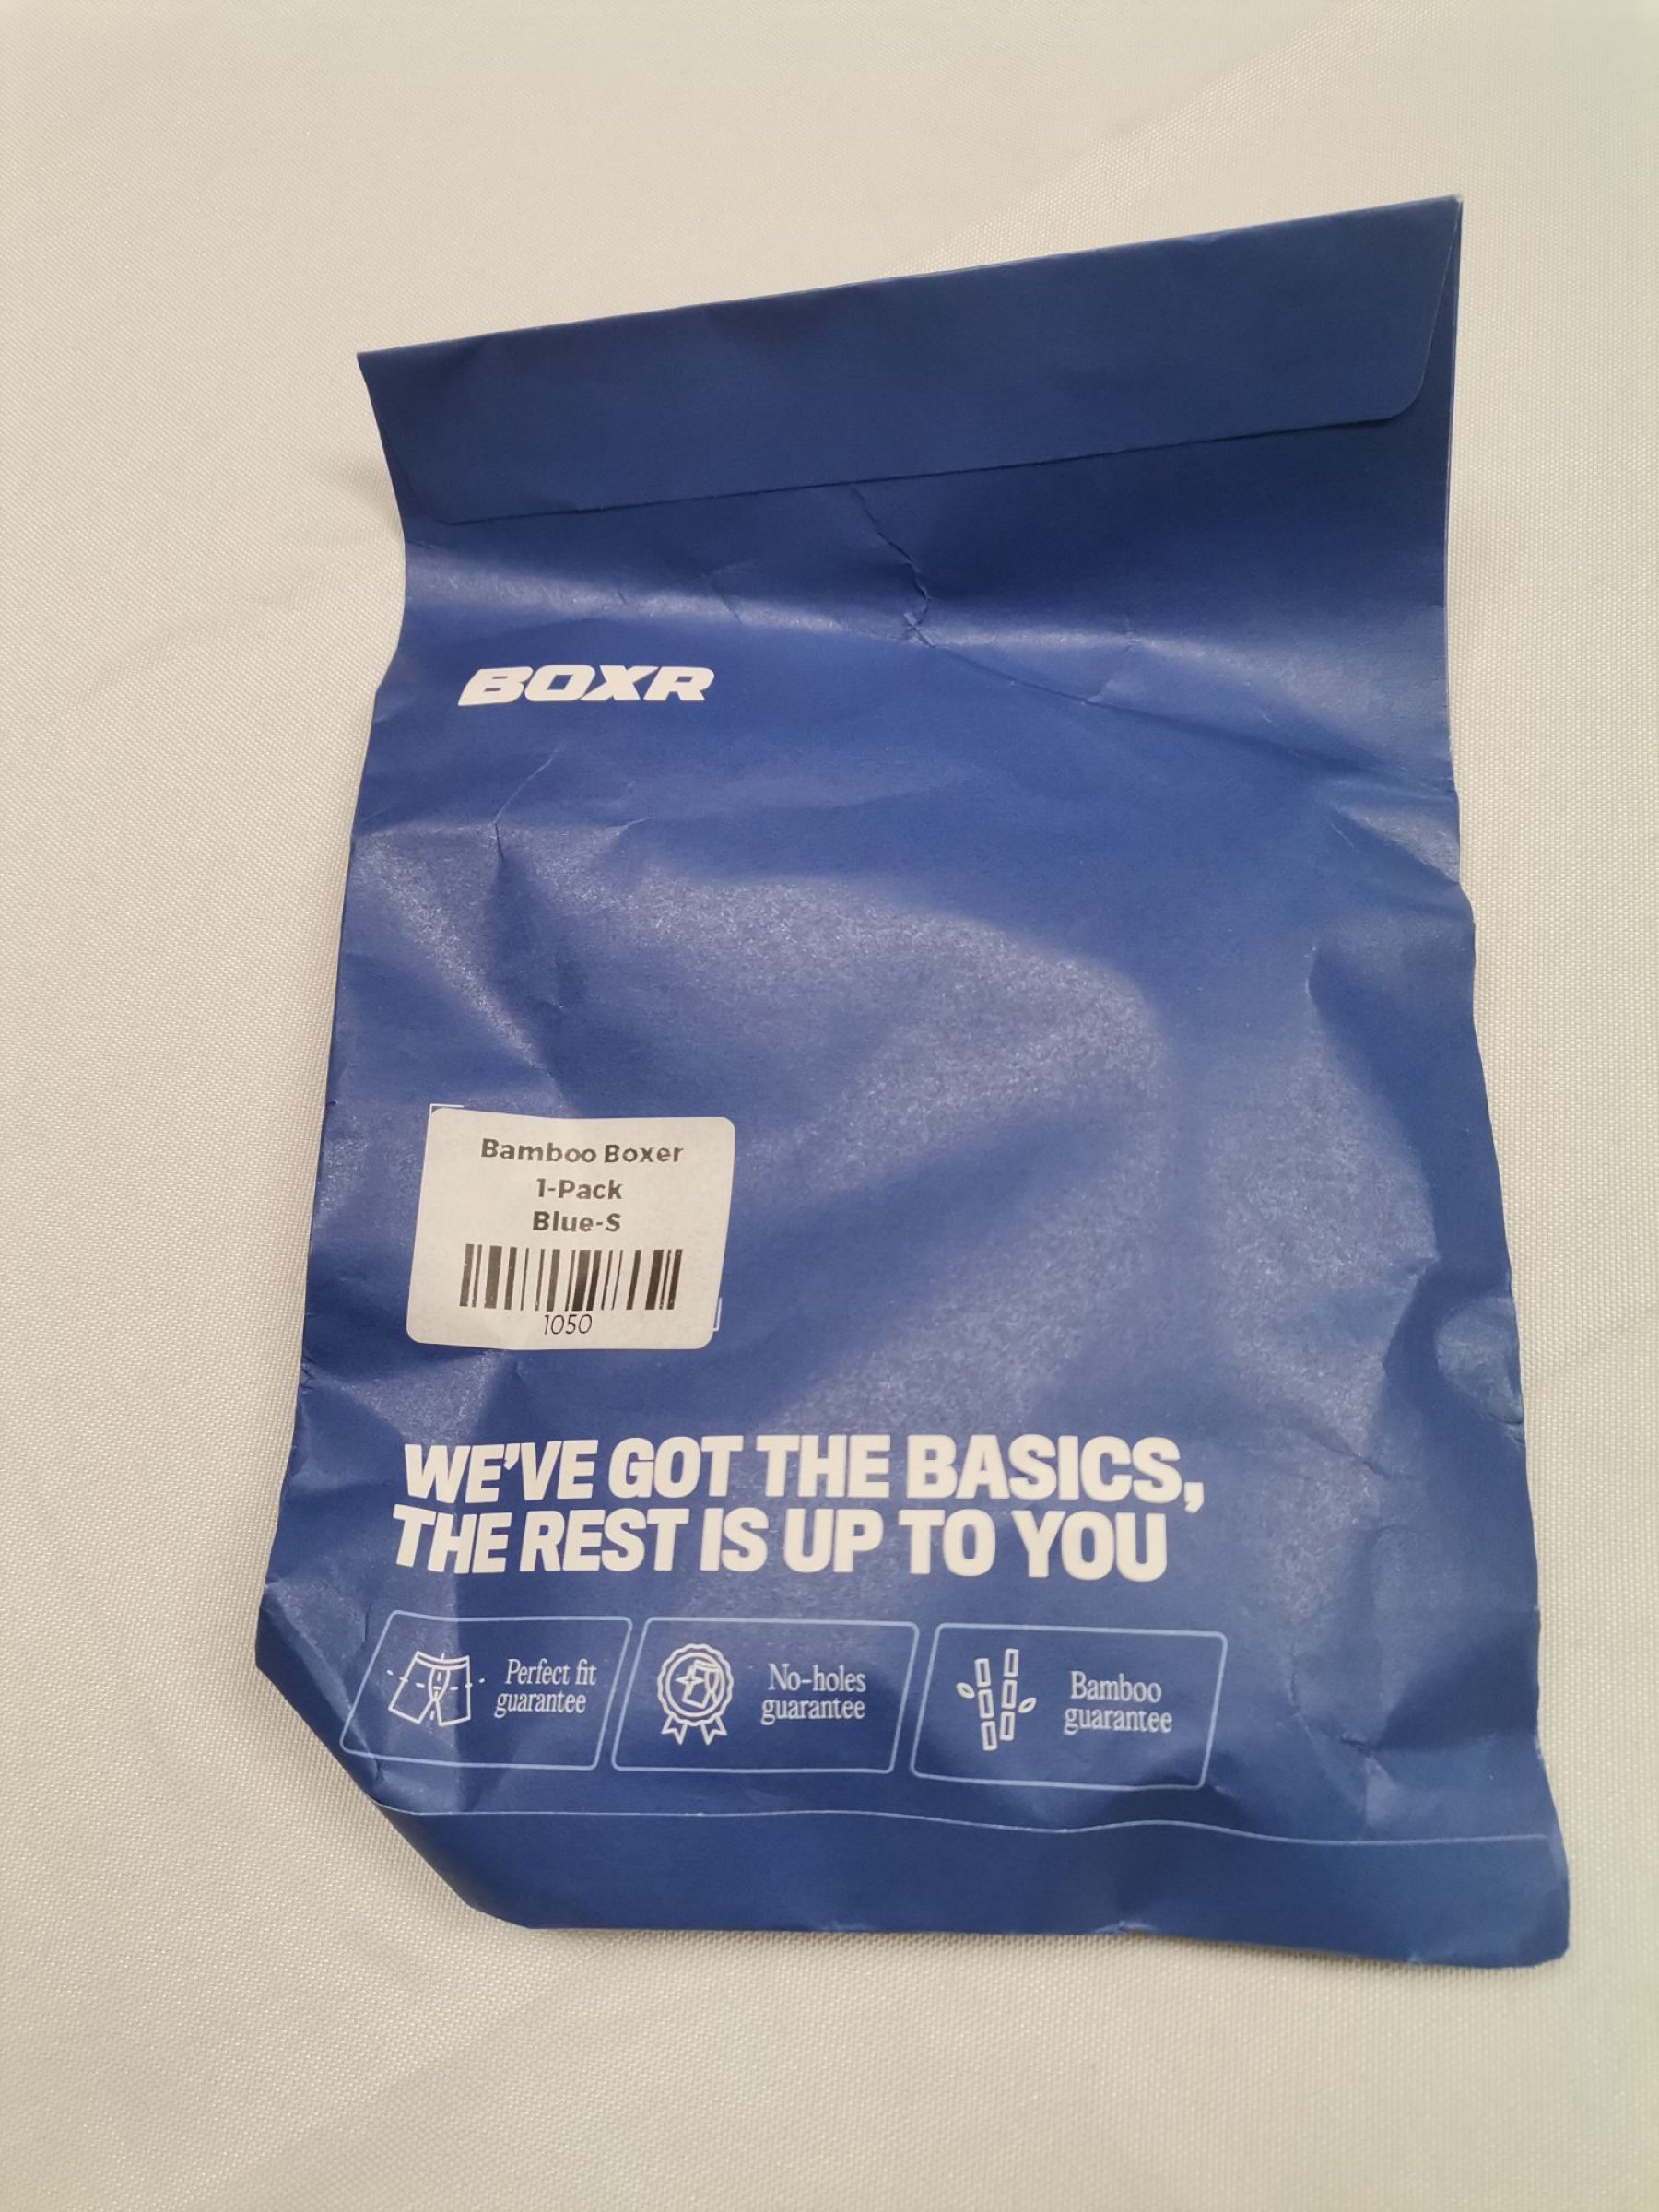 BOXR
Bamboo Boxer
1-Pack
Blue-S
1050
WE'VE GOT THE BASICS,
THE REST IS UP TO YOU
Perfect fit
guarantee
No-holes
guarantee
Bamboo
guarantee